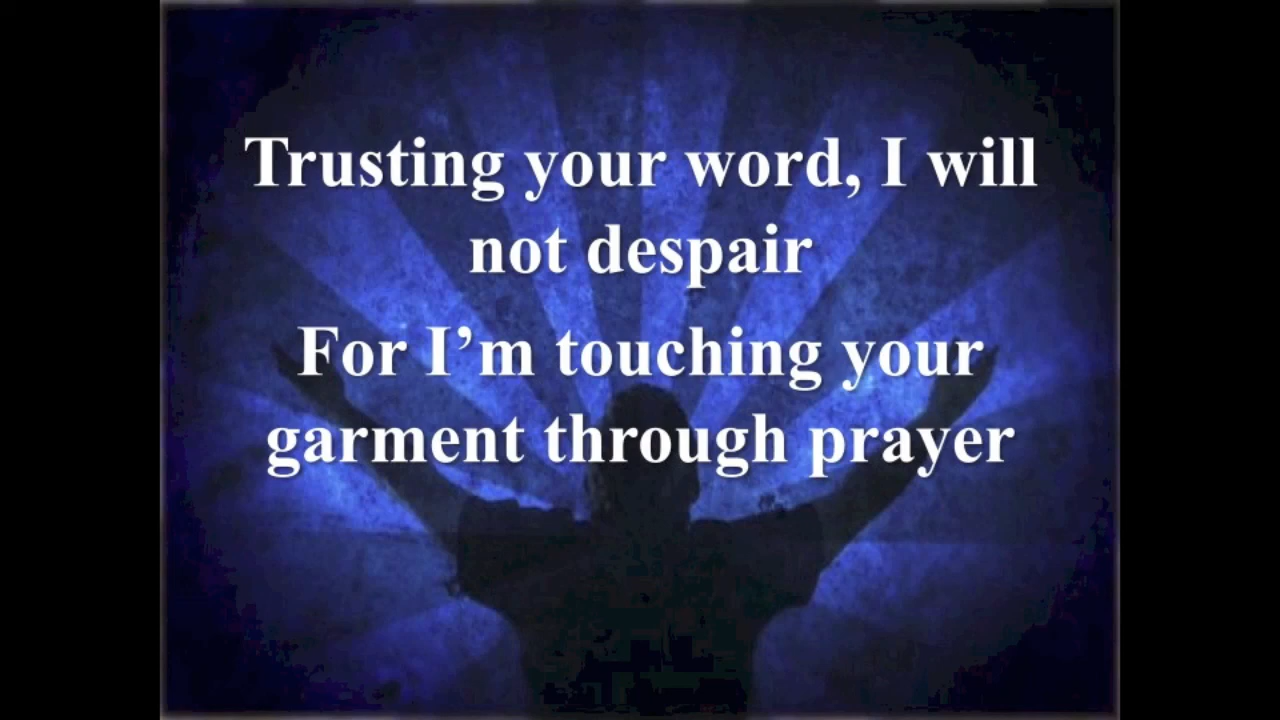 Trusting your word, I will
not despair
For I’m touching your
garment through prayer